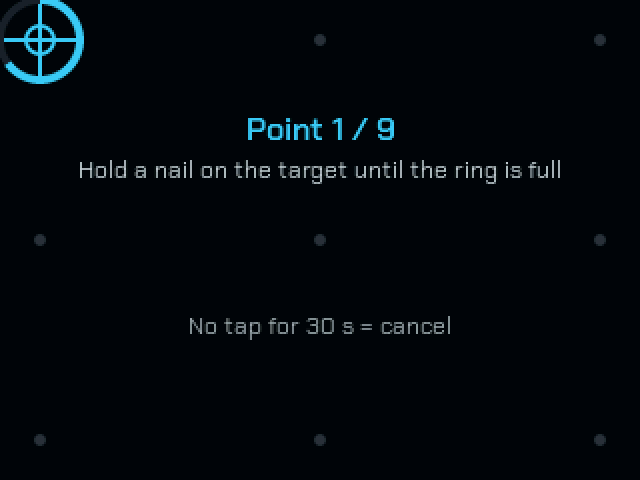 Point 1 / 9
Hold a nail on the target until the ring is full
No tap for 30 s = cancel